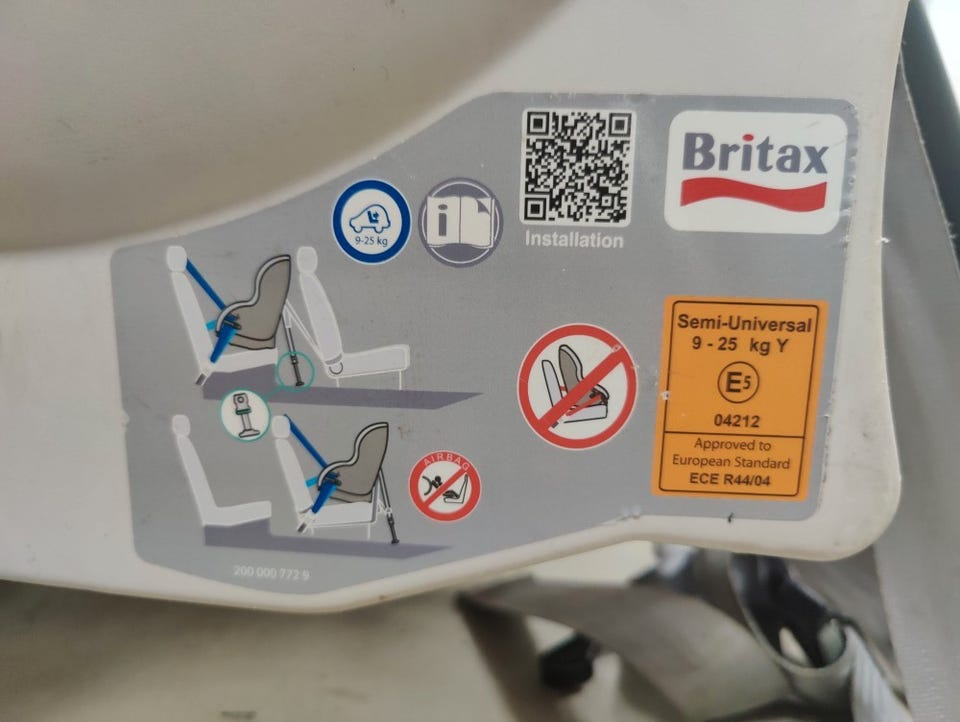 Britax
Installation
9-25 kg
i
Semi-Universal
9 - 25 kg Y
E5
04212
Approved to
European Standard
ECE R44/04
AIRBAG
200 000 772 9